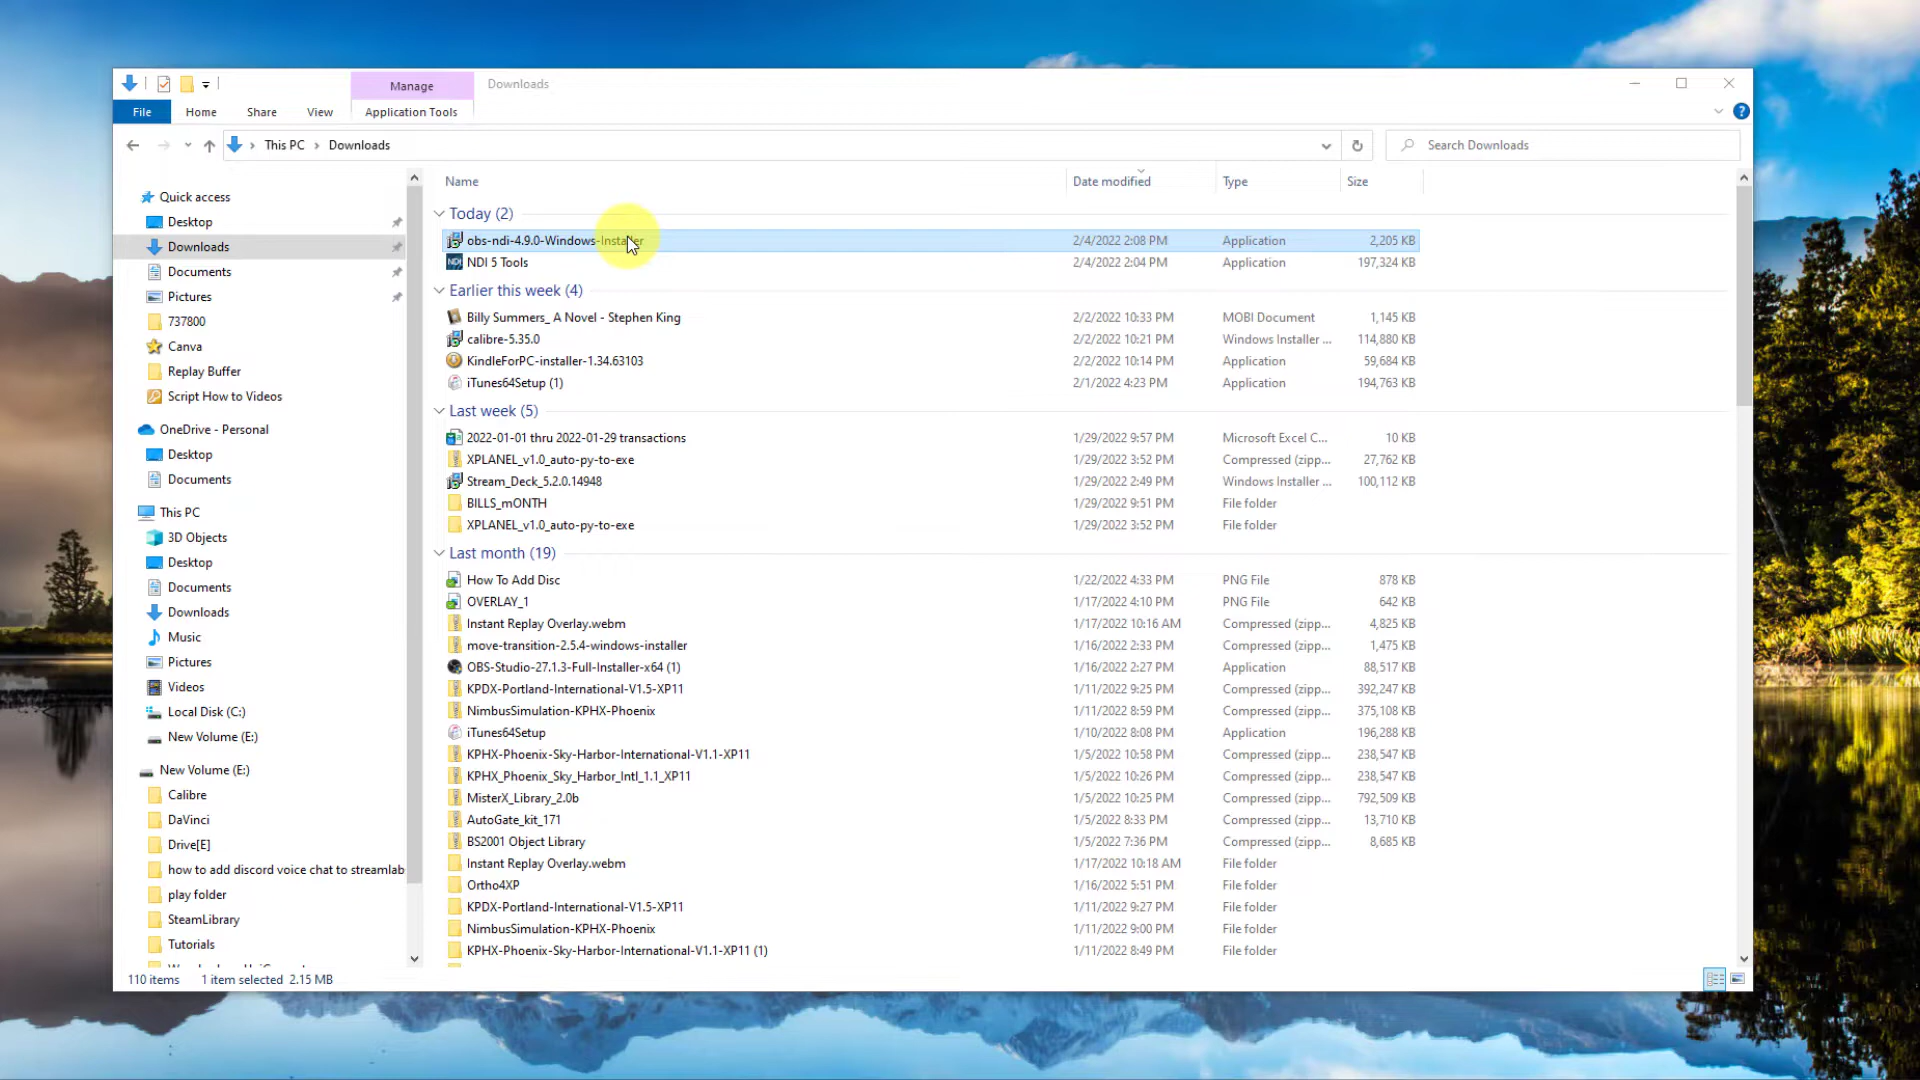 Manage
Downloads
File
Home
Share
View
Application Tools
This PC
Downloads
Search Downloads
Name
Date modified
Type
Size
Quick access
Desktop
Downloads
Documents
Pictures
737800
Canva
Replay Buffer
Script How to Videos
OneDrive - Personal
Desktop
Documents
This PC
3D Objects
Desktop
Documents
Downloads
Music
Pictures
Videos
Local Disk (C:)
New Volume (E:)
New Volume (E:)
Calibre
DaVinci
Drive[E]
how to add discord voice chat to streamlab
play folder
SteamLibrary
Tutorials
Today (2)
obs-ndi-4.9.0-Windows-Installer 2/4/2022 2:08 PM Application 2,205 KB
NDI 5 Tools 2/4/2022 2:04 PM Application 197,324 KB
Earlier this week (4)
Billy Summers_ A Novel - Stephen King 2/2/2022 10:33 PM MOBI Document 1,145 KB
calibre-5.35.0 2/2/2022 10:21 PM Windows Installer ... 114,880 KB
KindleForPC-installer-1.34.63103 2/2/2022 10:14 PM Application 59,684 KB
iTunes64Setup (1) 2/1/2022 4:23 PM Application 194,763 KB
Last week (5)
2022-01-01 thru 2022-01-29 transactions 1/29/2022 9:57 PM Microsoft Excel C... 10 KB
XPLANEL_v1.0_auto-py-to-exe 1/29/2022 3:52 PM Compressed (zipp... 27,762 KB
Stream_Deck_5.2.0.14948 1/29/2022 2:49 PM Windows Installer ... 100,112 KB
BILLS_mONTH 1/29/2022 9:51 PM File folder
XPLANEL_v1.0_auto-py-to-exe 1/29/2022 3:52 PM File folder
Last month (19)
How To Add Disc 1/22/2022 4:33 PM PNG File 878 KB
OVERLAY_1 1/17/2022 4:10 PM PNG File 642 KB
Instant Replay Overlay.webm 1/17/2022 10:16 AM Compressed (zipp... 4,825 KB
move-transition-2.5.4-windows-installer 1/16/2022 2:33 PM Compressed (zipp... 1,475 KB
OBS-Studio-27.1.3-Full-Installer-x64 (1) 1/16/2022 2:27 PM Application 88,517 KB
KPDX-Portland-International-V1.5-XP11 1/11/2022 9:25 PM Compressed (zipp... 392,247 KB
NimbusSimulation-KPHX-Phoenix 1/11/2022 8:59 PM Compressed (zipp... 375,108 KB
iTunes64Setup 1/10/2022 8:08 PM Application 196,288 KB
KPHX-Phoenix-Sky-Harbor-International-V1.1-XP11 1/5/2022 10:58 PM Compressed (zipp... 238,547 KB
KPHX_Phoenix_Sky_Harbor_Intl_1.1_XP11 1/5/2022 10:26 PM Compressed (zipp... 238,547 KB
MisterX_Library_2.0b 1/5/2022 10:25 PM Compressed (zipp... 792,509 KB
AutoGate_kit_171 1/5/2022 8:33 PM Compressed (zipp... 13,710 KB
BS2001 Object Library 1/5/2022 7:36 PM Compressed (zipp... 8,685 KB
Instant Replay Overlay.webm 1/17/2022 10:18 AM File folder
Ortho4XP 1/16/2022 5:51 PM File folder
KPDX-Portland-International-V1.5-XP11 1/11/2022 9:27 PM File folder
NimbusSimulation-KPHX-Phoenix 1/11/2022 9:00 PM File folder
KPHX-Phoenix-Sky-Harbor-International-V1.1-XP11 (1) 1/11/2022 8:49 PM File folder
110 items
1 item selected 2.15 MB